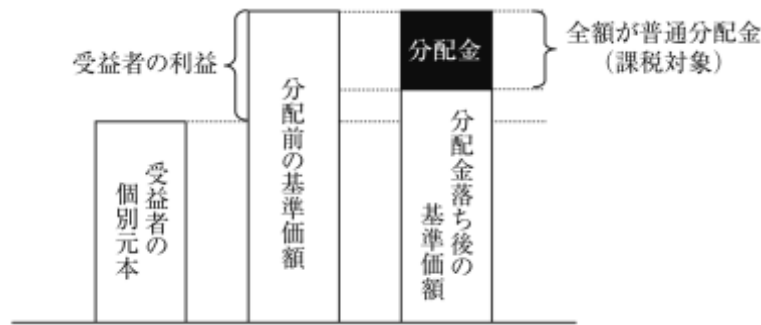 受益者の利益
分配金
全額が普通分配金
（課税対象）
受益者の
個別元本
分配前の基準価額
分配金落ち後の
基準価額